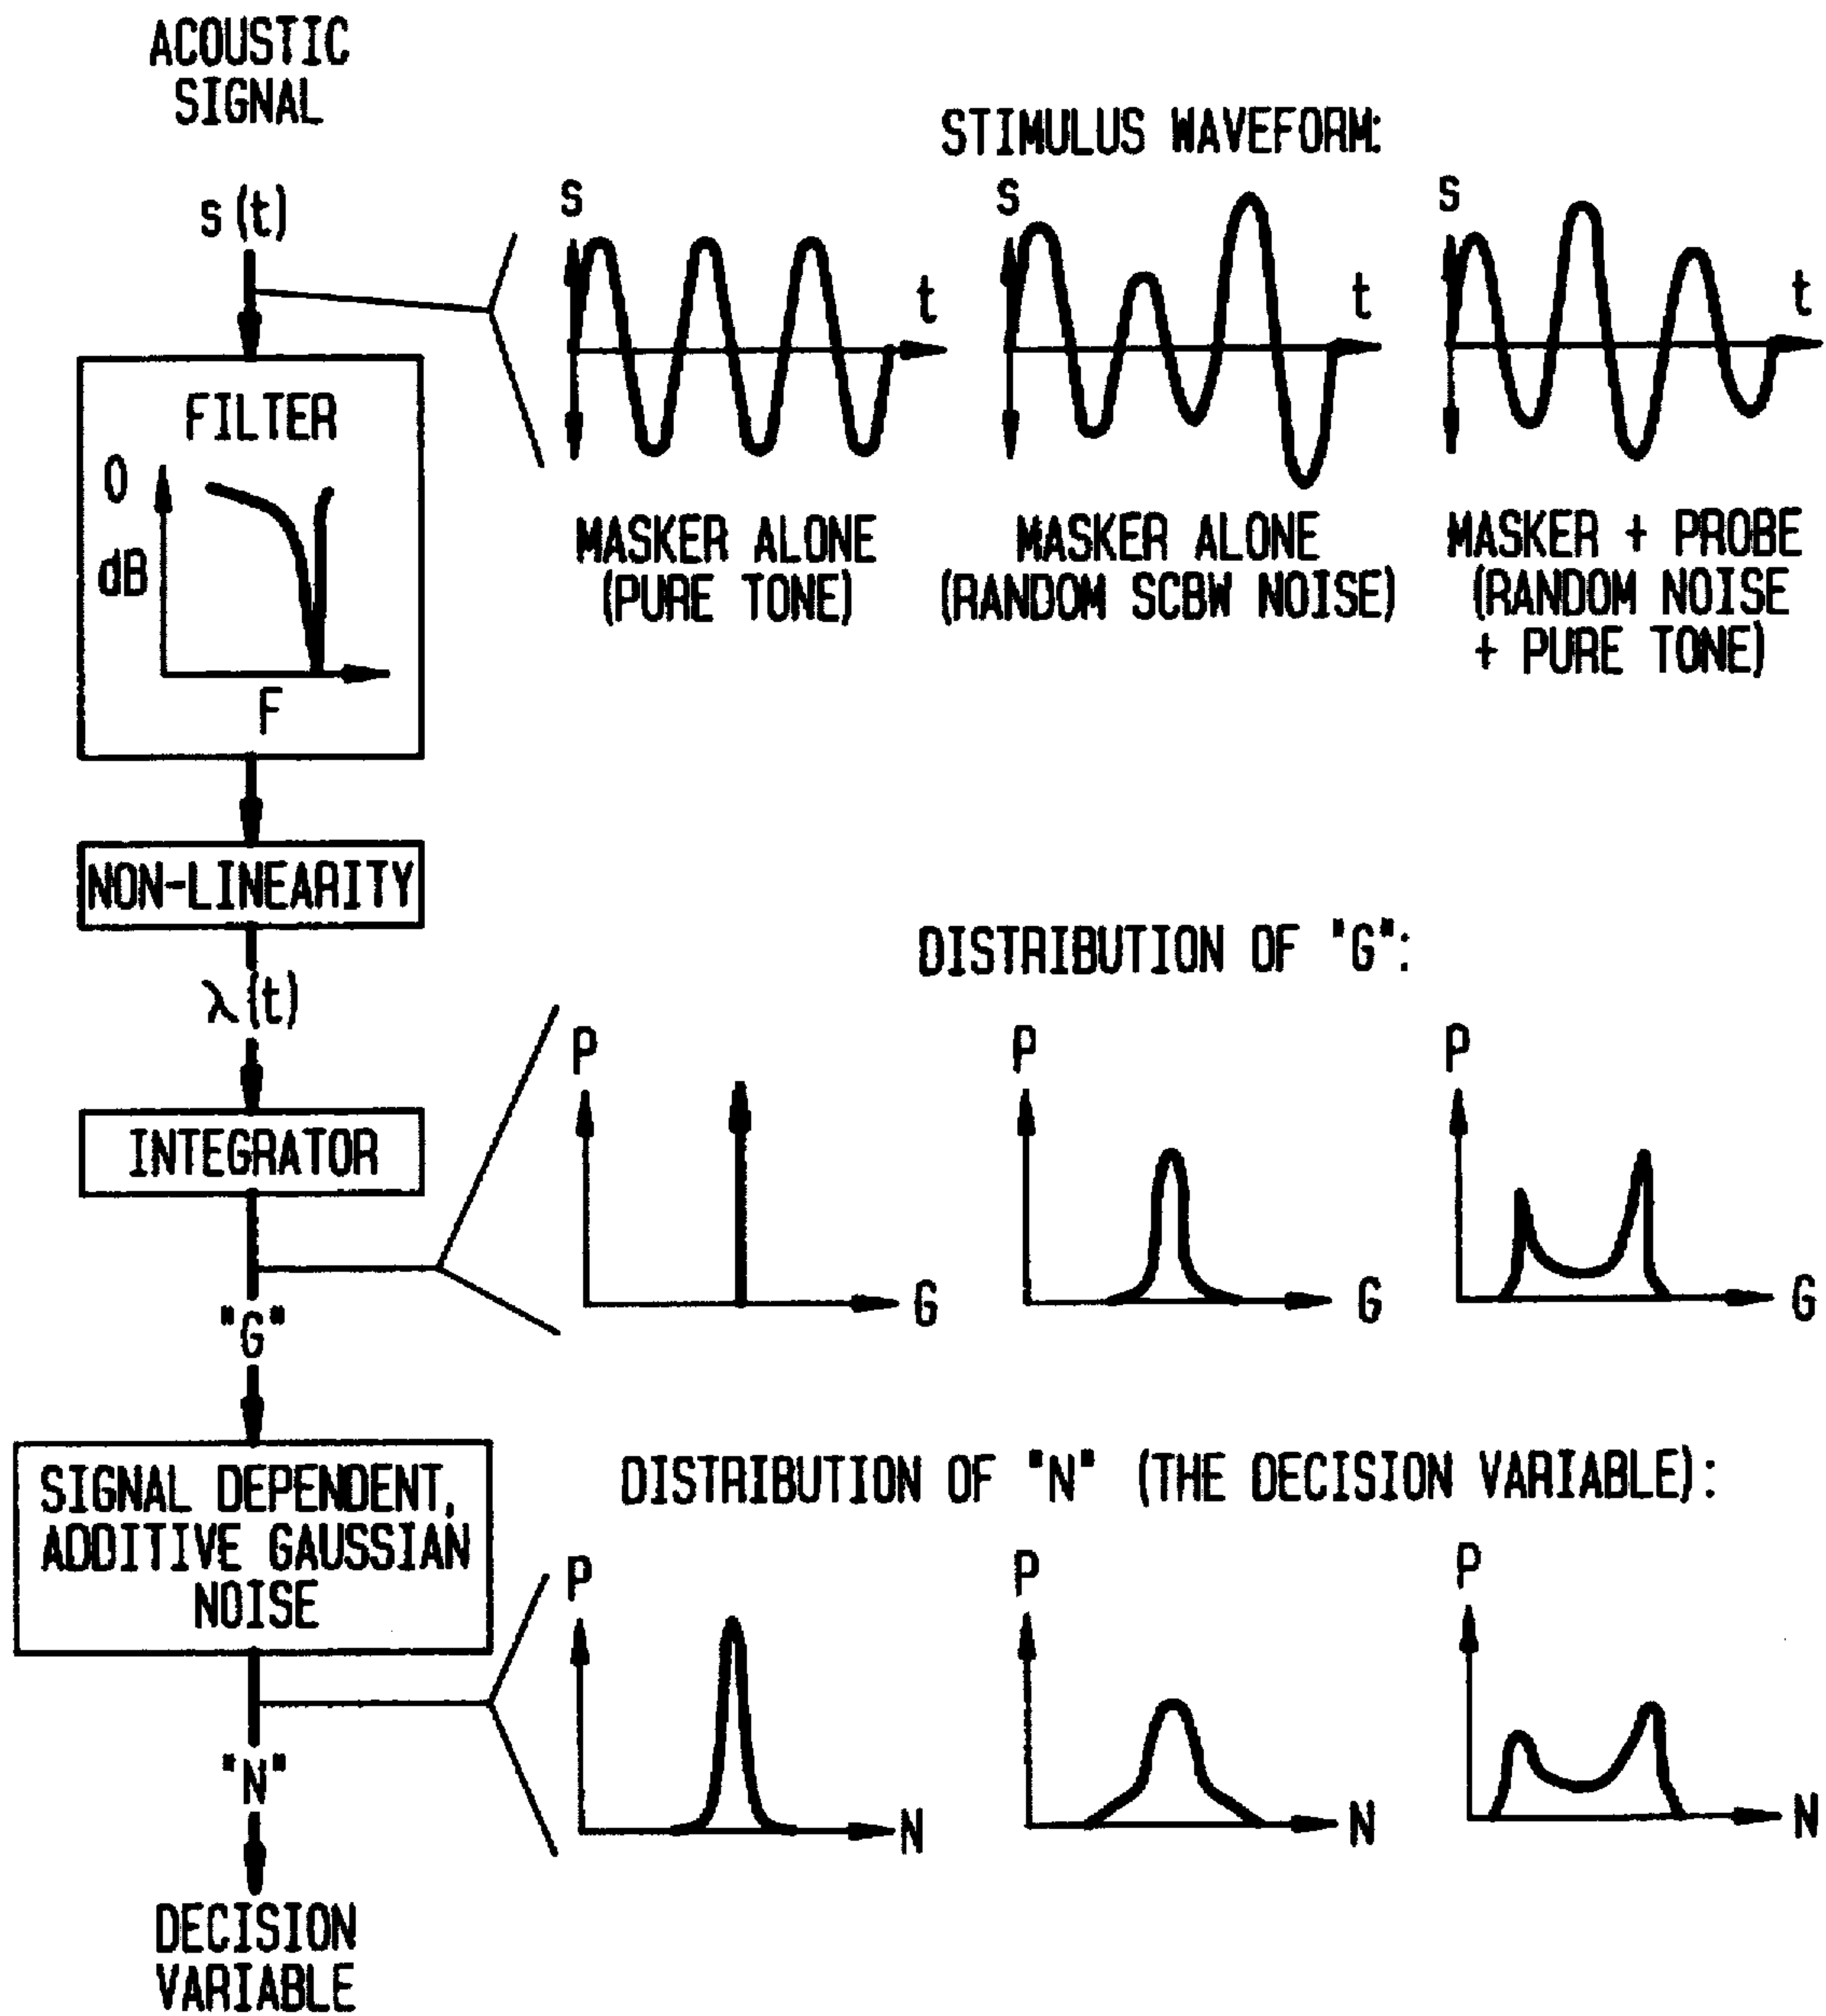 ACOUSTIC
SIGNAL
s(t)
FILTER
0
dB
F
NON-LINEARITY
λ(t)
INTEGRATOR
"G"
SIGNAL DEPENDENT,
ADDITIVE GAUSSIAN
NOISE
"N"
DECISION
VARIABLE
STIMULUS WAVEFORM:
s
t
MASKER ALONE
(PURE TONE)
s
t
MASKER ALONE
(RANDOM SCBW NOISE)
s
t
MASKER + PROBE
(RANDOM NOISE
+ PURE TONE)
DISTRIBUTION OF "G":
P
G
P
G
P
G
DISTRIBUTION OF "N" (THE DECISION VARIABLE):
P
N
P
N
P
N